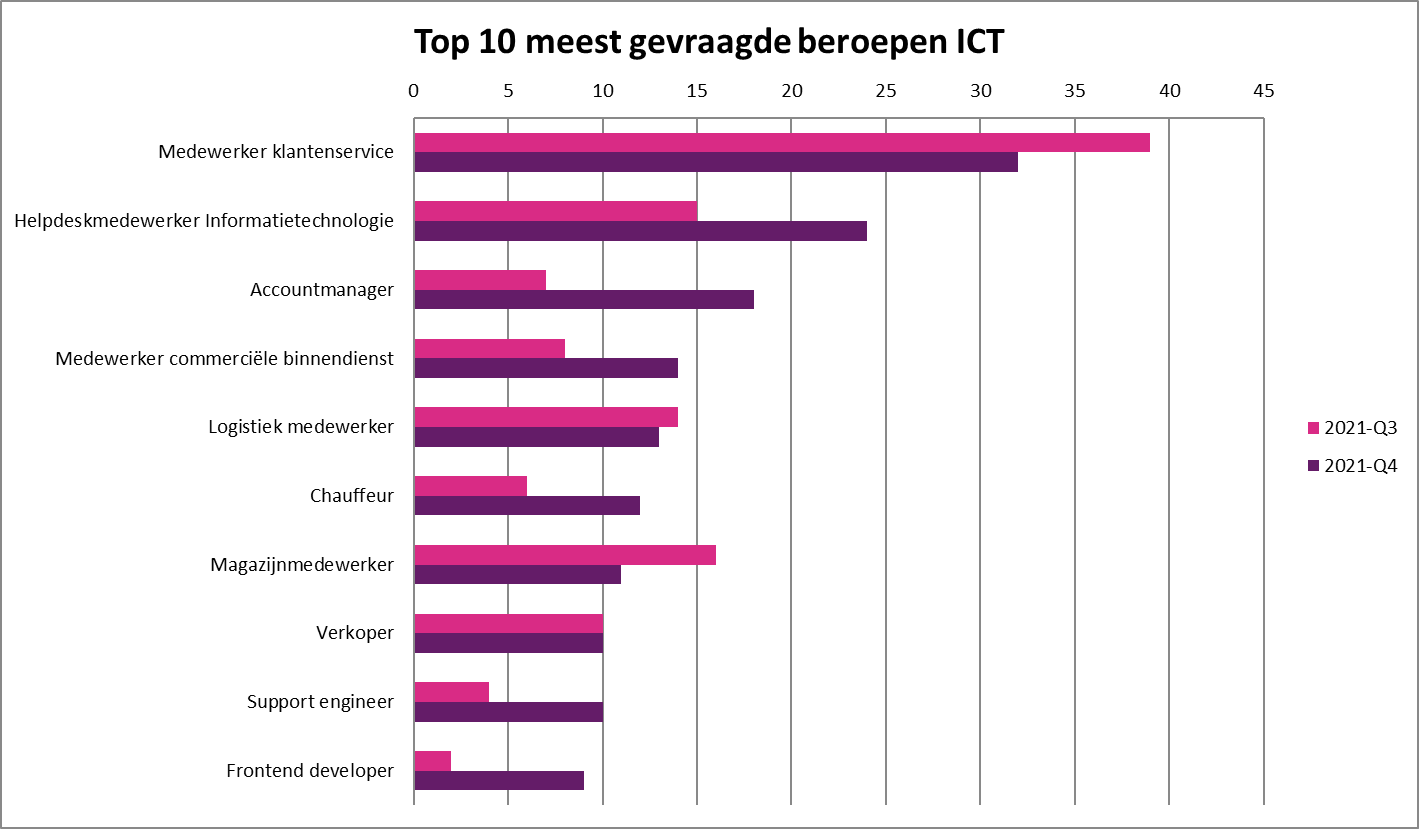 Top 10 meest gevraagde beroepen ICT
0 5 10 15 20 25 30 35 40 45
Medewerker klantenservice
Helpdeskmedewerker Informatietechnologie
Accountmanager
Medewerker commerciële binnendienst
Logistiek medewerker
Chauffeur
Magazijnmedewerker
Verkoper
Support engineer
Frontend developer
2021-Q3
2021-Q4